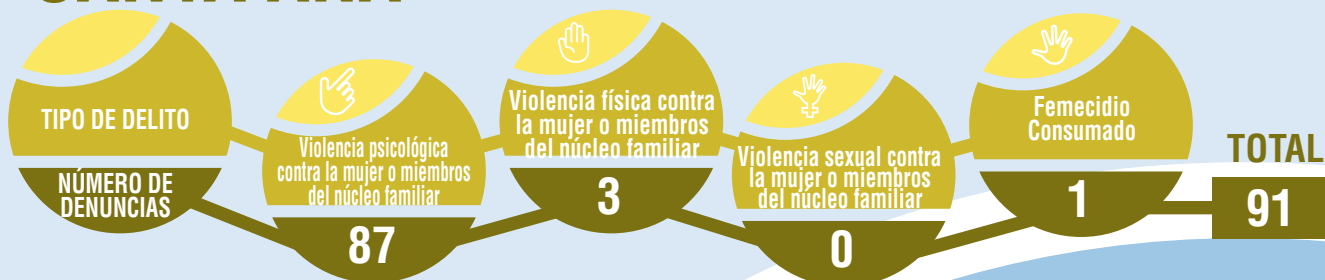 TIPO DE DELITO
NÚMERO DE
DENUNCIAS
Violencia psicológica
contra la mujer o miembros
del núcleo familiar
87
Violencia física contra
la mujer o miembros
del núcleo familiar
3
Violencia sexual contra
la mujer o miembros
del núcleo familiar
0
Femecidio
Consumado
1
TOTAL
91